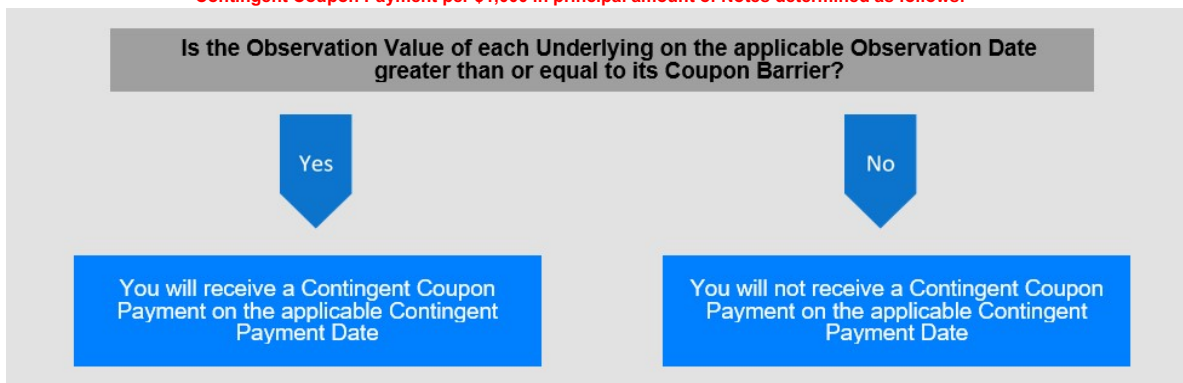 Contingent Coupon Payment per $1,000 in principal amount of Notes determined as follows:
Is the Observation Value of each Underlying on the applicable Observation Date
greater than or equal to its Coupon Barrier?
Yes
No
You will receive a Contingent Coupon
Payment on the applicable Contingent
Payment Date
You will not receive a Contingent Coupon
Payment on the applicable Contingent
Payment Date